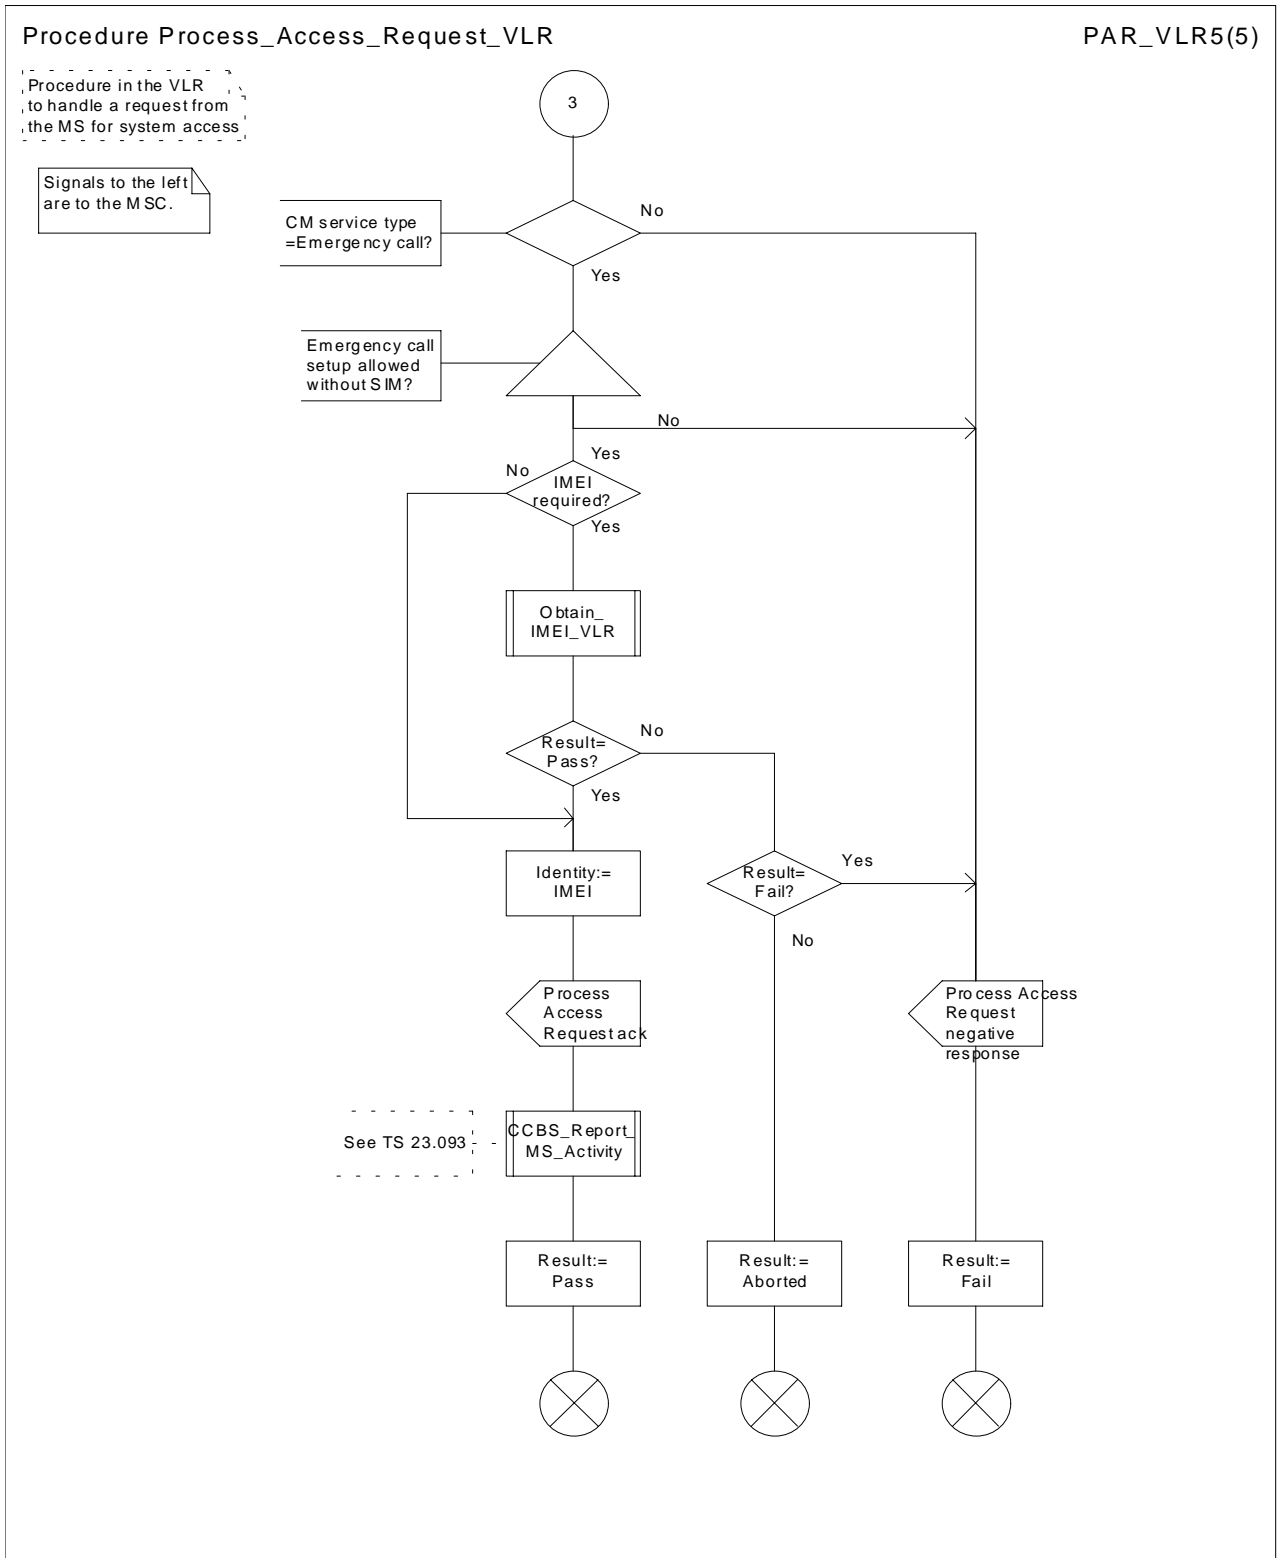 Procedure Process_Access_Request_VLR
PAR_VLR5(5)
Procedure in the VLR
to handle a request from
the MS for system access
3
Signals to the left
are to the MSC.
CM service type
=Emergency call?
No
Yes
Emergency call
setup allowed
without SIM?
No
Yes
No
IMEI
required?
Yes
Obtain_
IMEI_VLR
No
Result=
Pass?
Yes
Identity:=
IMEI
Result=
Fail?
Yes
No
Process
Access
Request ack
Process Access
Request
negative
response
See TS 23.093
CCBS_Report_
MS_Activity
Result:=
Pass
Result:=
Aborted
Result:=
Fail